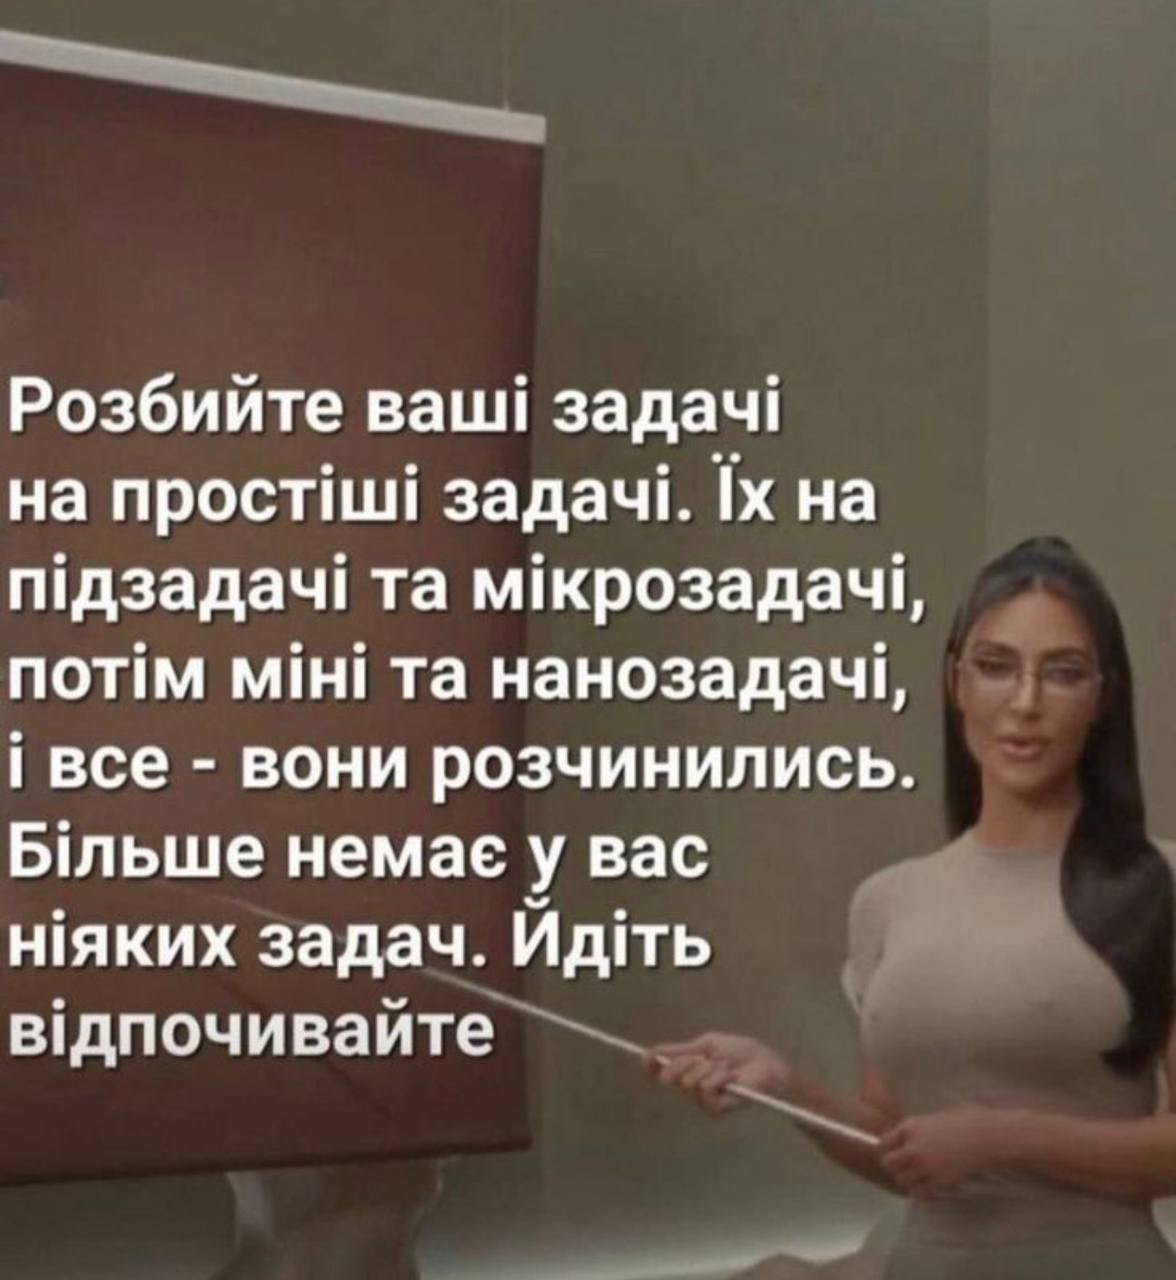 Розбийте ваші задачі
на простіші задачі. Їх на
підзадачі та мікрозадачі,
потім міні та нанозадачі,
і все - вони розчинились.
Більше немає у вас
ніяких задач. Йдіть
відпочивайте